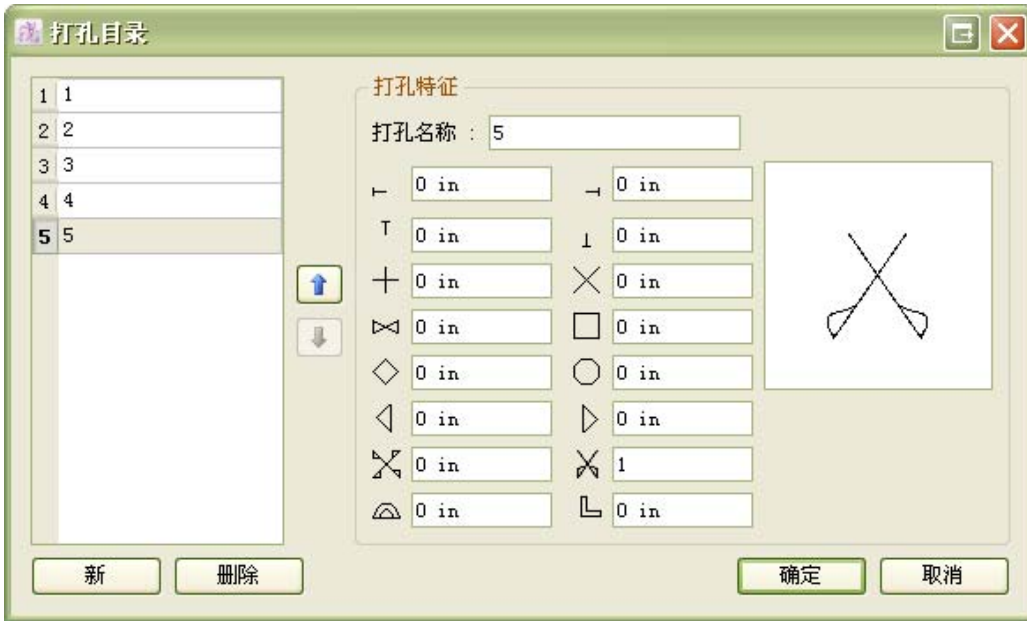 打孔目录
1 1
2 2
3 3
4 4
5 5
打孔特征
打孔名称 : 5
0 in 0 in
0 in 0 in
0 in 0 in
0 in 0 in
0 in 0 in
0 in 0 in
0 in 1
0 in 0 in
新 删除 确定 取消